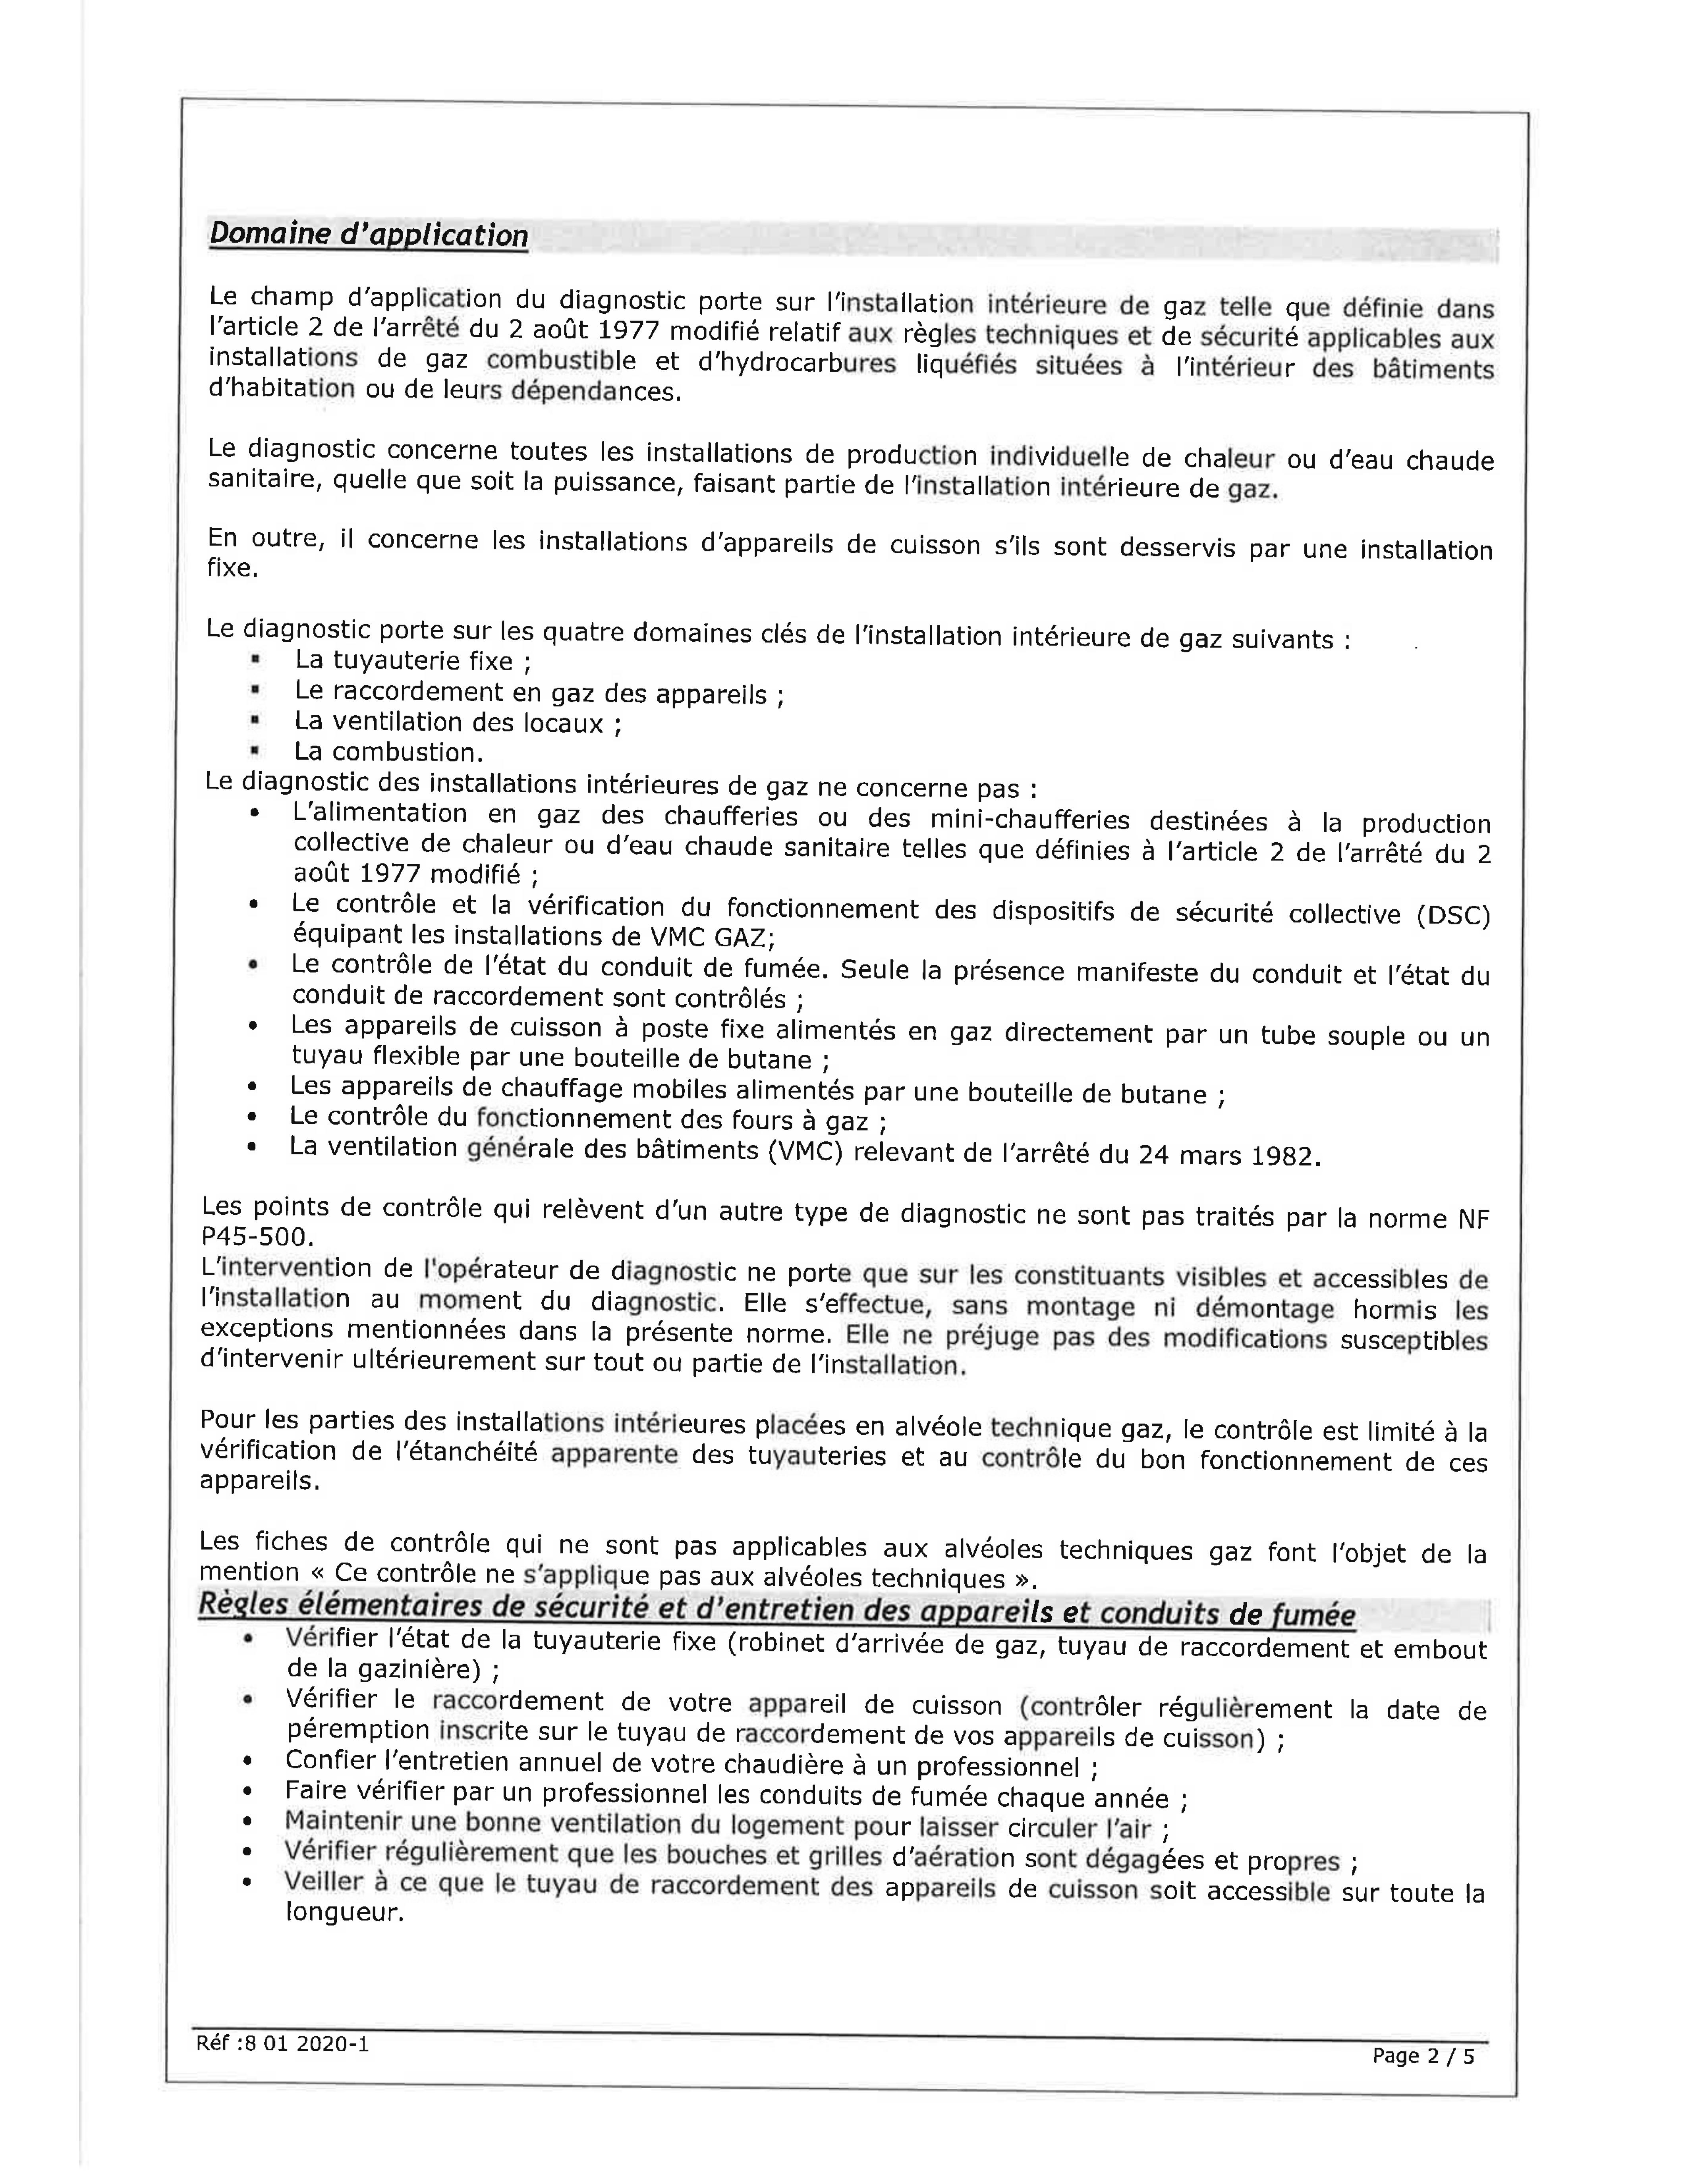 Domaine d'application
Le champ d'application du diagnostic porte sur l'installation intérieure de gaz telle que définie dans
l'article 2 de l'arrêté du 2 août 1977 modifié relatif aux règles techniques et de sécurité applicables aux
installations de gaz combustible et d'hydrocarbures liquéfiés situées à l'intérieur des bâtiments
d'habitation ou de leurs dépendances.
Le diagnostic concerne toutes les installations de production individuelle de chaleur ou d'eau chaude
sanitaire, quelle que soit la puissance, faisant partie de l'installation intérieure de gaz.
En outre, il concerne les installations d'appareils de cuisson s'ils sont desservis par une installation
fixe.
Le diagnostic porte sur les quatre domaines clés de l'installation intérieure de gaz suivants :
▪ La tuyauterie fixe ;
▪ Le raccordement en gaz des appareils ;
▪ La ventilation des locaux ;
▪ La combustion.
Le diagnostic des installations intérieures de gaz ne concerne pas :
• L'alimentation en gaz des chaufferies ou des mini-chaufferies destinées à la production
collective de chaleur ou d'eau chaude sanitaire telles que définies à l'article 2 de l'arrêté du 2
août 1977 modifié ;
• Le contrôle et la vérification du fonctionnement des dispositifs de sécurité collective (DSC)
équipant les installations de VMC GAZ;
• Le contrôle de l'état du conduit de fumée. Seule la présence manifeste du conduit et l'état du
conduit de raccordement sont contrôlés ;
• Les appareils de cuisson à poste fixe alimentés en gaz directement par un tube souple ou un
tuyau flexible par une bouteille de butane ;
• Les appareils de chauffage mobiles alimentés par une bouteille de butane ;
• Le contrôle du fonctionnement des fours à gaz ;
• La ventilation générale des bâtiments (VMC) relevant de l'arrêté du 24 mars 1982.
Les points de contrôle qui relèvent d'un autre type de diagnostic ne sont pas traités par la norme NF
P45-500.
L'intervention de l'opérateur de diagnostic ne porte que sur les constituants visibles et accessibles de
l'installation au moment du diagnostic. Elle s'effectue, sans montage ni démontage hormis les
exceptions mentionnées dans la présente norme. Elle ne préjuge pas des modifications susceptibles
d'intervenir ultérieurement sur tout ou partie de l'installation.
Pour les parties des installations intérieures placées en alvéole technique gaz, le contrôle est limité à la
vérification de l'étanchéité apparente des tuyauteries et au contrôle du bon fonctionnement de ces
appareils.
Les fiches de contrôle qui ne sont pas applicables aux alvéoles techniques gaz font l'objet de la
mention « Ce contrôle ne s'applique pas aux alvéoles techniques ».
Règles élémentaires de sécurité et d'entretien des appareils et conduits de fumée
• Vérifier l'état de la tuyauterie fixe (robinet d'arrivée de gaz, tuyau de raccordement et embout
de la gazinière) ;
• Vérifier le raccordement de votre appareil de cuisson (contrôler régulièrement la date de
péremption inscrite sur le tuyau de raccordement de vos appareils de cuisson) ;
• Confier l'entretien annuel de votre chaudière à un professionnel ;
• Faire vérifier par un professionnel les conduits de fumée chaque année ;
• Maintenir une bonne ventilation du logement pour laisser circuler l'air ;
• Vérifier régulièrement que les bouches et grilles d'aération sont dégagées et propres ;
• Veiller à ce que le tuyau de raccordement des appareils de cuisson soit accessible sur toute la
longueur.
Réf :8 01 2020-1
Page 2 / 5